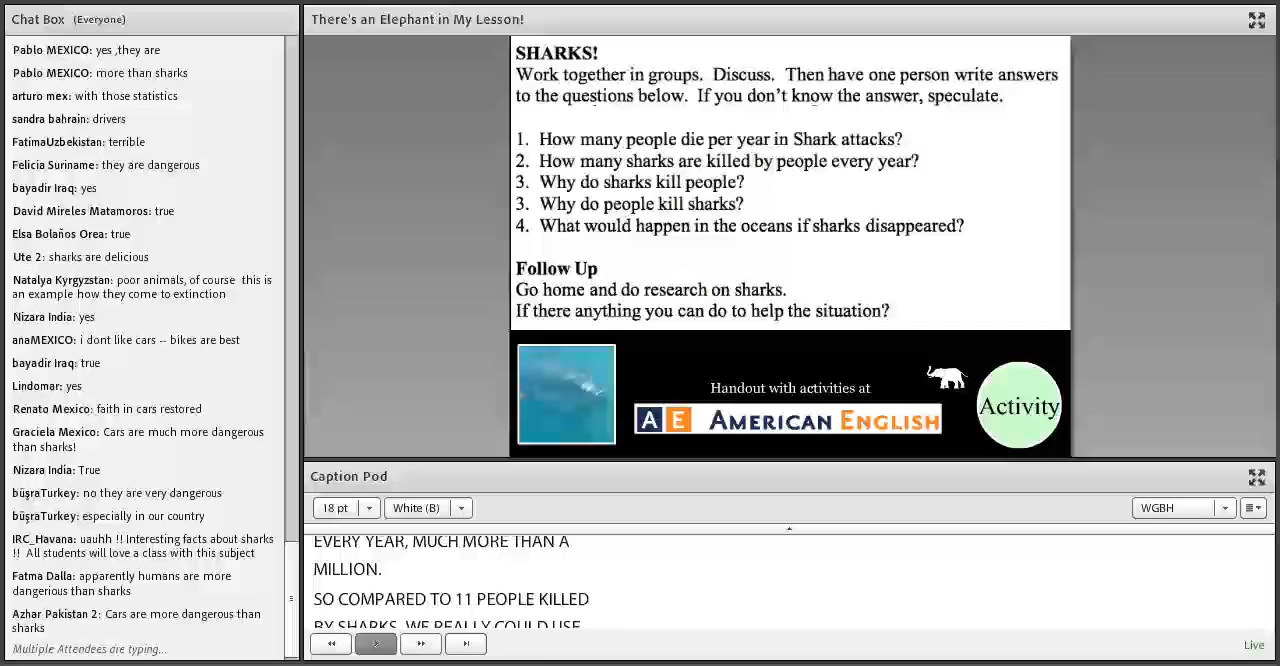 Chat Box (Everyone)
Pablo MEXICO: yes ,they are
Pablo MEXICO: more than sharks
arturo mex: with those statistics
sandra bahrain: drivers
FatimaUzbekistan: terrible
Felicia Suriname: they are dangerous
bayadir Iraq: yes
David Mireles Matamoros: true
Elsa Bolaños Orea: true
Ute 2: sharks are delicious
Natalya Kyrgyzstan: poor animals, of course this is
an example how they come to extinction
Nizara India: yes
anaMEXICO: i dont like cars -- bikes are best
bayadir Iraq: true
Lindomar: yes
Renato Mexico: faith in cars restored
Graciela Mexico: Cars are much more dangerous
than sharks!
Nizara India: True
büşraTurkey: no they are very dangerous
büşraTurkey: especially in our country
IRC_Havana: uauhh !! Interesting facts about sharks
!! All students will love a class with this subject
Fatma Dalla: apparently humans are more
dangerious than sharks
Azhar Pakistan 2: Cars are more dangerous than
sharks
Multiple Attendees are typing...
There's an Elephant in My Lesson!
SHARKS!
Work together in groups. Discuss. Then have one person write answers
to the questions below. If you don't know the answer, speculate.
1. How many people die per year in Shark attacks?
2. How many sharks are killed by people every year?
3. Why do sharks kill people?
3. Why do people kill sharks?
4. What would happen in the oceans if sharks disappeared?
Follow Up
Go home and do research on sharks.
If there anything you can do to help the situation?
Handout with activities at
AE AMERICAN ENGLISH
Activity
Caption Pod
18 pt White (B) WGBH
EVERY YEAR, MUCH MORE THAN A
MILLION.
SO COMPARED TO 11 PEOPLE KILLED
BY SHARKS, WE REALLY COULD USE
Live